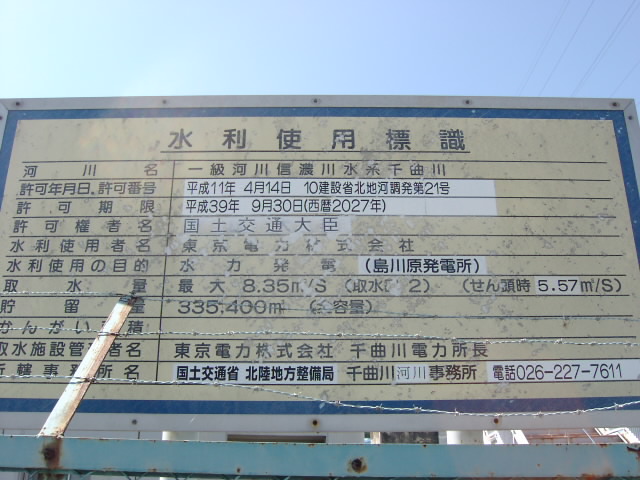 水利使用標識
河川名 一級河川信濃川水系千曲川
許可年月日、許可番号 平成11年 4月14日 10建設省北地河調発第21号
許可期限 平成39年 9月30日(西暦2027年)
許可権者名 国土交通大臣
水利使用者名 東京電力株式会社
水利使用の目的 水力発電 (島川原発電所)
取水量 最大 8.35㎥/S (取水口 2) (せん頭時 5.57㎥/S)
貯留量 335,400㎥ (容量)
かんがい 積
取水施設管 者名 東京電力株式会社 千曲川電力所長
所轄事 所名 国土交通省 北陸地方整備局 千曲川河川事務所 電話026-227-7611